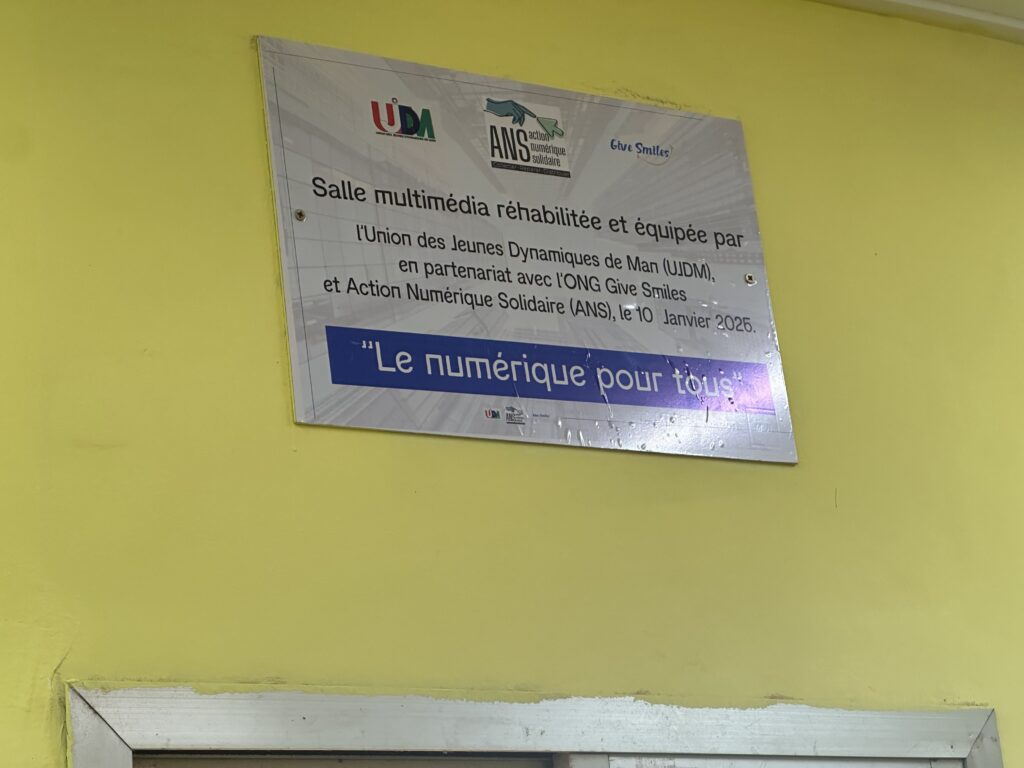 UJDM
ANS
action
numérique
solidaire
Give Smiles
Salle multimédia réhabilitée et équipée par
l'Union des Jeunes Dynamiques de Man (UJDM),
en partenariat avec l'ONG Give Smiles
et Action Numérique Solidaire (ANS), le 10 Janvier 2026.
"Le numérique pour tous"